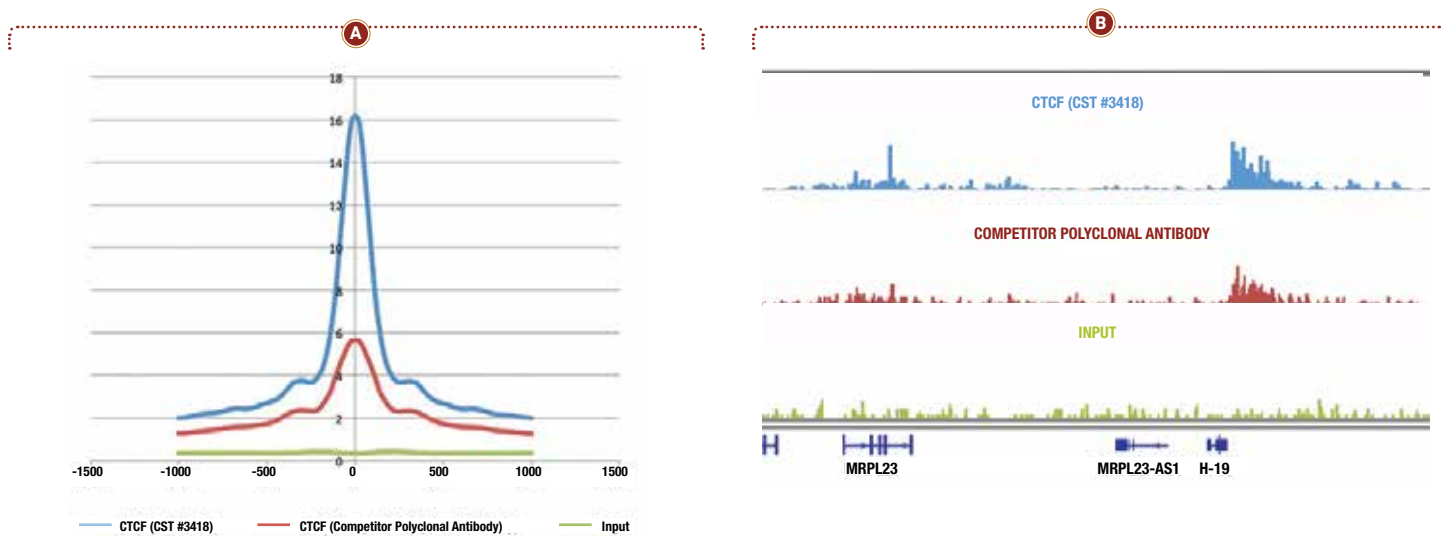 A
18
16
14
12
10
8
6
4
2
0
-1500 -1000 -500 0 500 1000 1500
CTCF (CST #3418) CTCF (Competitor Polyclonal Antibody) Input
B
CTCF (CST #3418)
COMPETITOR POLYCLONAL ANTIBODY
INPUT
MRPL23 MRPL23-AS1 H-19